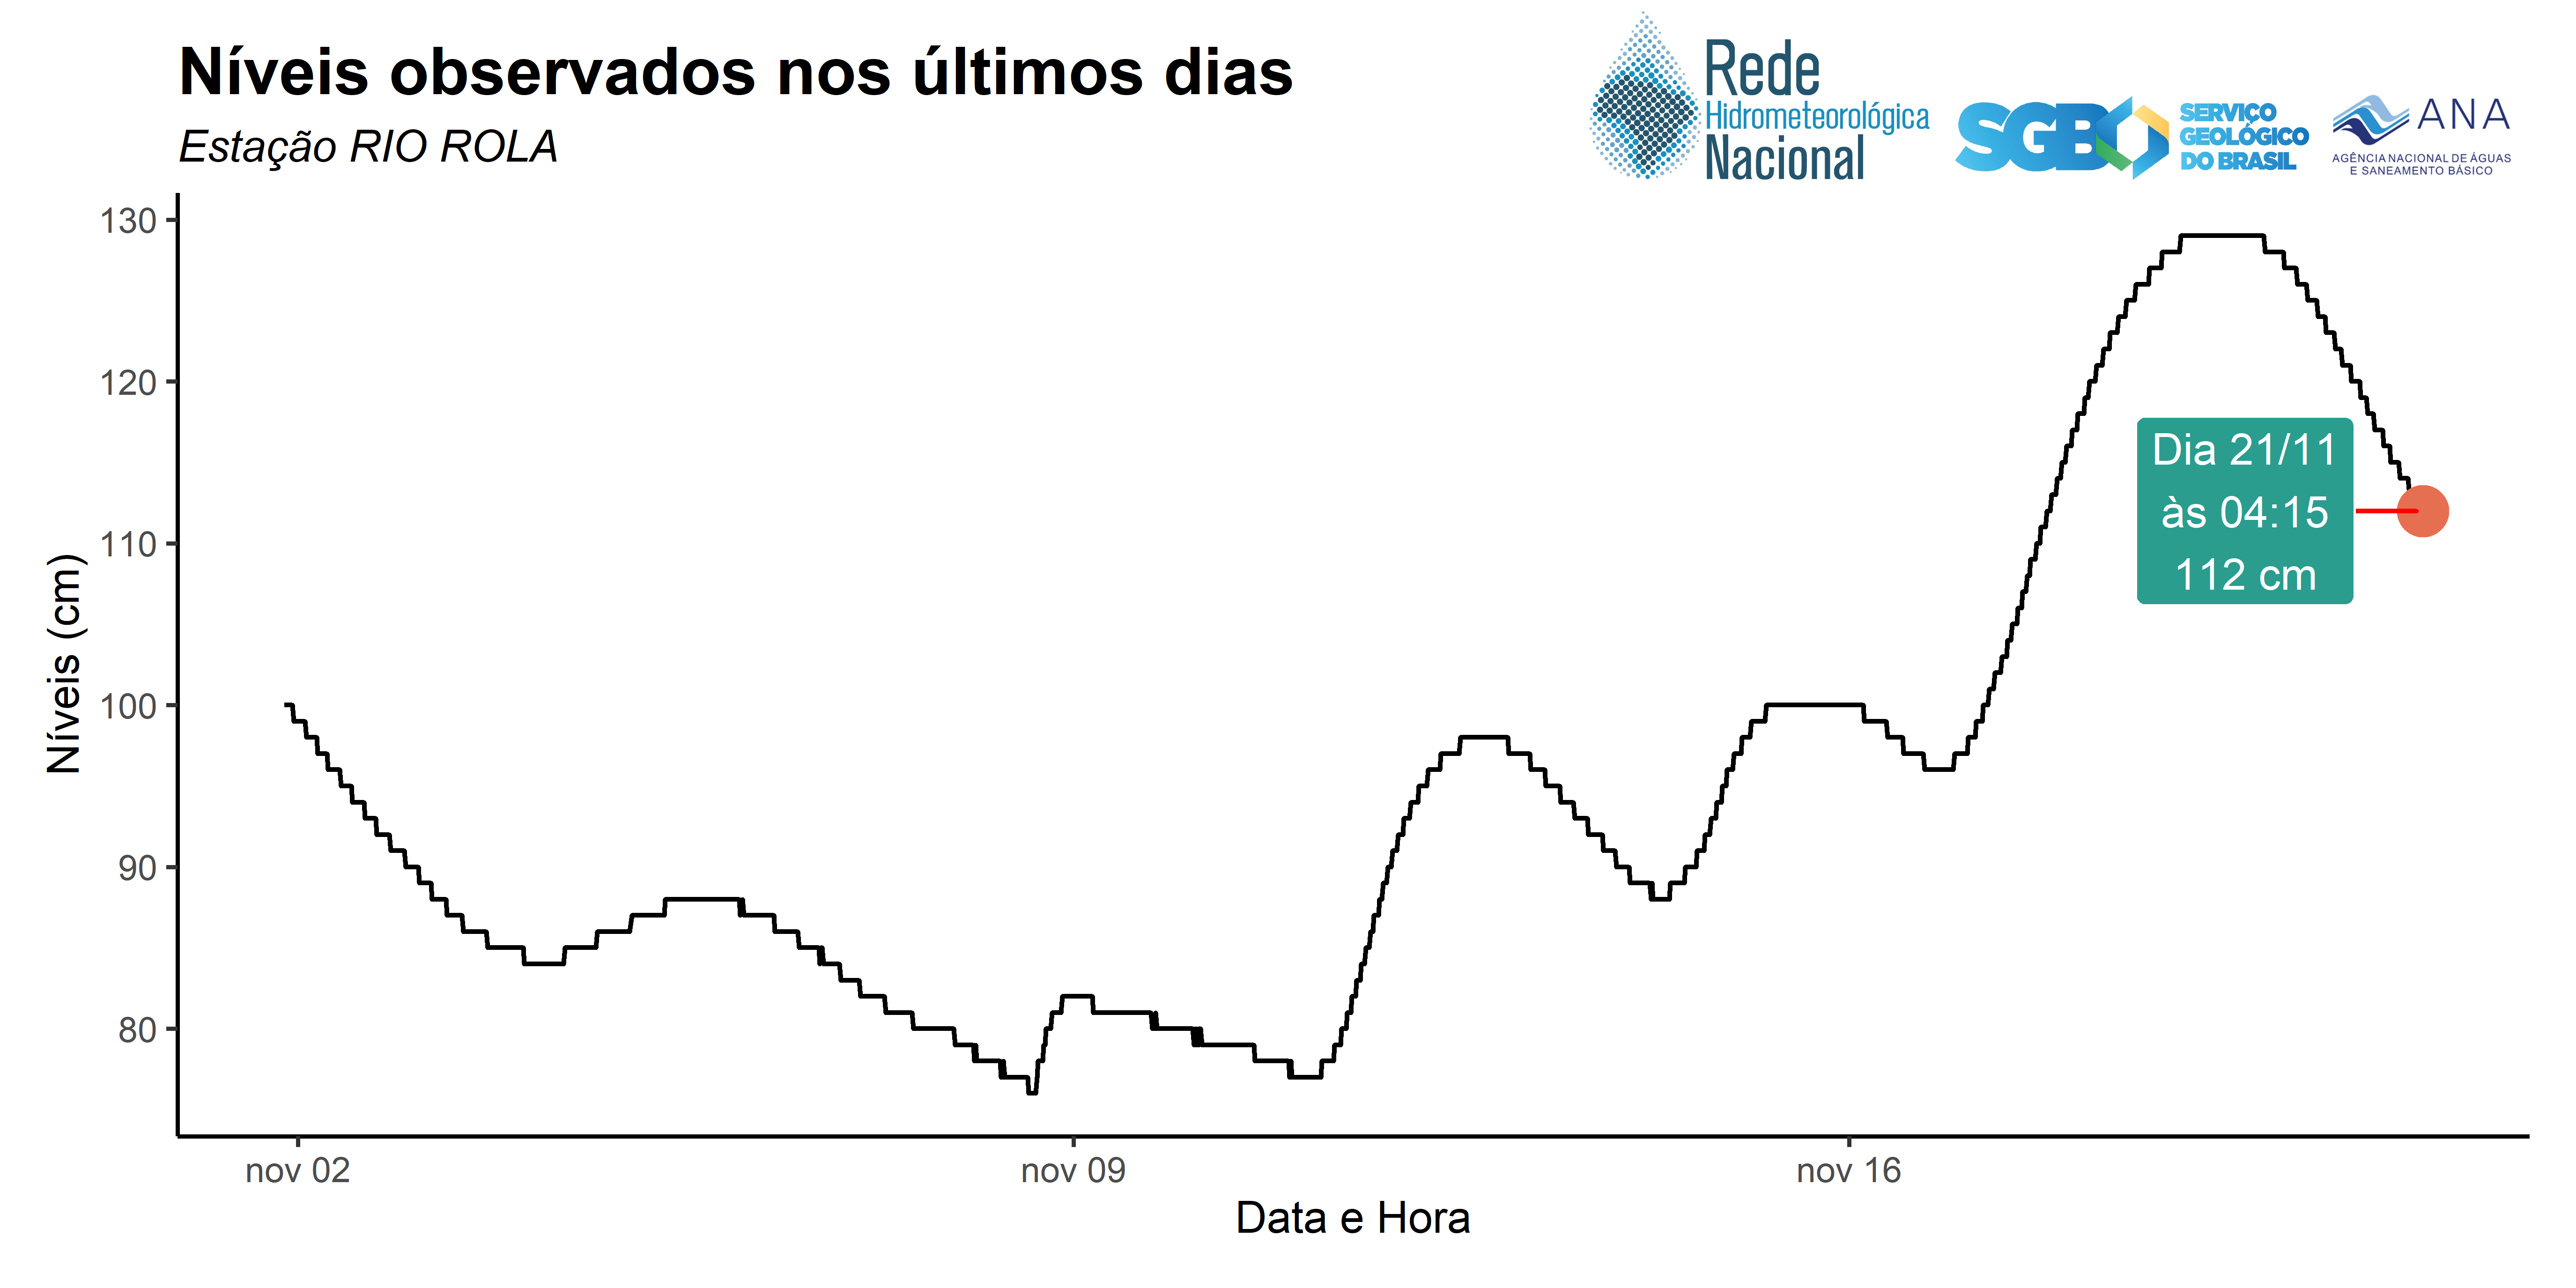 Níveis observados nos últimos dias
Estação RIO ROLA
Rede
Hidrometeorológica
Nacional
SGB
SERVIÇO
GEOLÓGICO
DO BRASIL
ANA
AGÊNCIA NACIONAL DE ÁGUAS
E SANEAMENTO BÁSICO
130
120
110
100
90
80
Níveis (cm)
Dia 21/11
às 04:15
112 cm
nov 02
nov 09
nov 16
Data e Hora